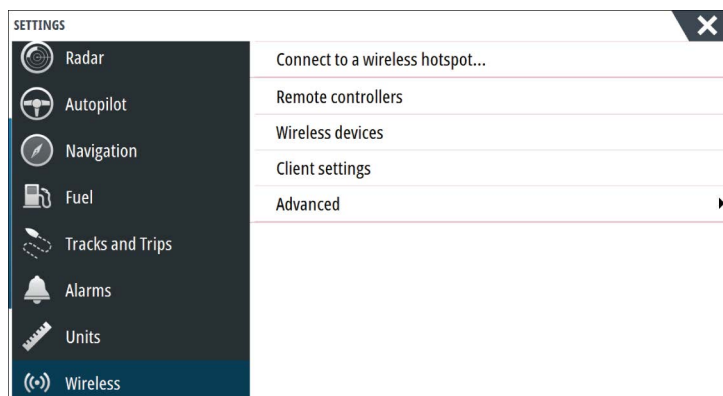 SETTINGS
Radar
Autopilot
Navigation
Fuel
Tracks and Trips
Alarms
Units
Wireless
Connect to a wireless hotspot...
Remote controllers
Wireless devices
Client settings
Advanced